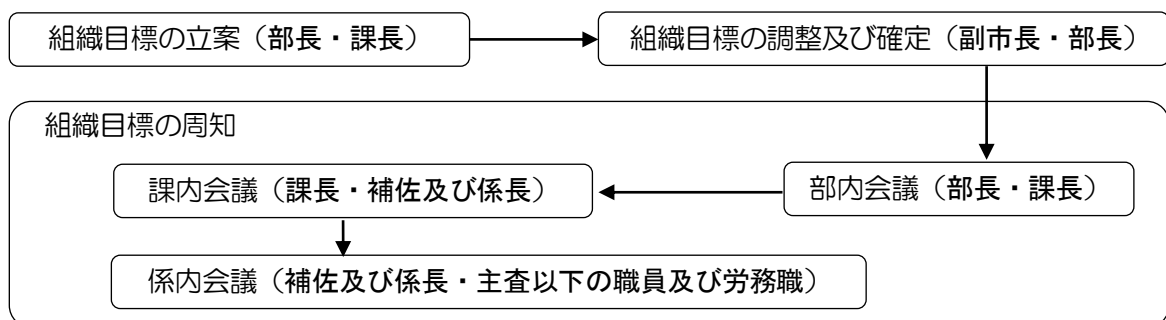 組織目標の立案（部長・課長）
組織目標の調整及び確定（副市長・部長）
組織目標の周知
課内会議（課長・補佐及び係長）
部内会議（部長・課長）
係内会議（補佐及び係長・主査以下の職員及び労務職）